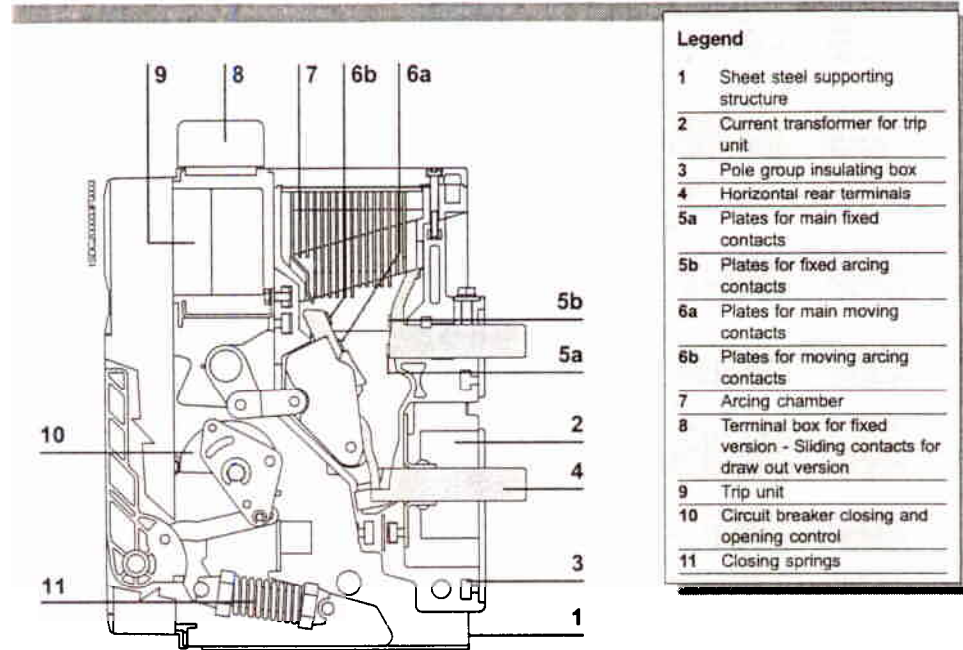 9 8 7 6b 6a
1SDC200093F0001
5b
5a
2
10
4
3
11
1
Legend
1 Sheet steel supporting
structure
2 Current transformer for trip
unit
3 Pole group insulating box
4 Horizontal rear terminals
5a Plates for main fixed
contacts
5b Plates for fixed arcing
contacts
6a Plates for main moving
contacts
6b Plates for moving arcing
contacts
7 Arcing chamber
8 Terminal box for fixed
version - Sliding contacts for
draw out version
9 Trip unit
10 Circuit breaker closing and
opening control
11 Closing springs